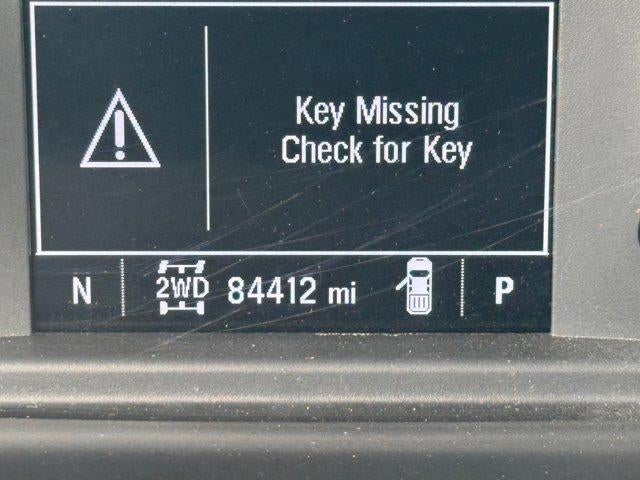 Key Missing
Check for Key
N 2WD 84412 mi P